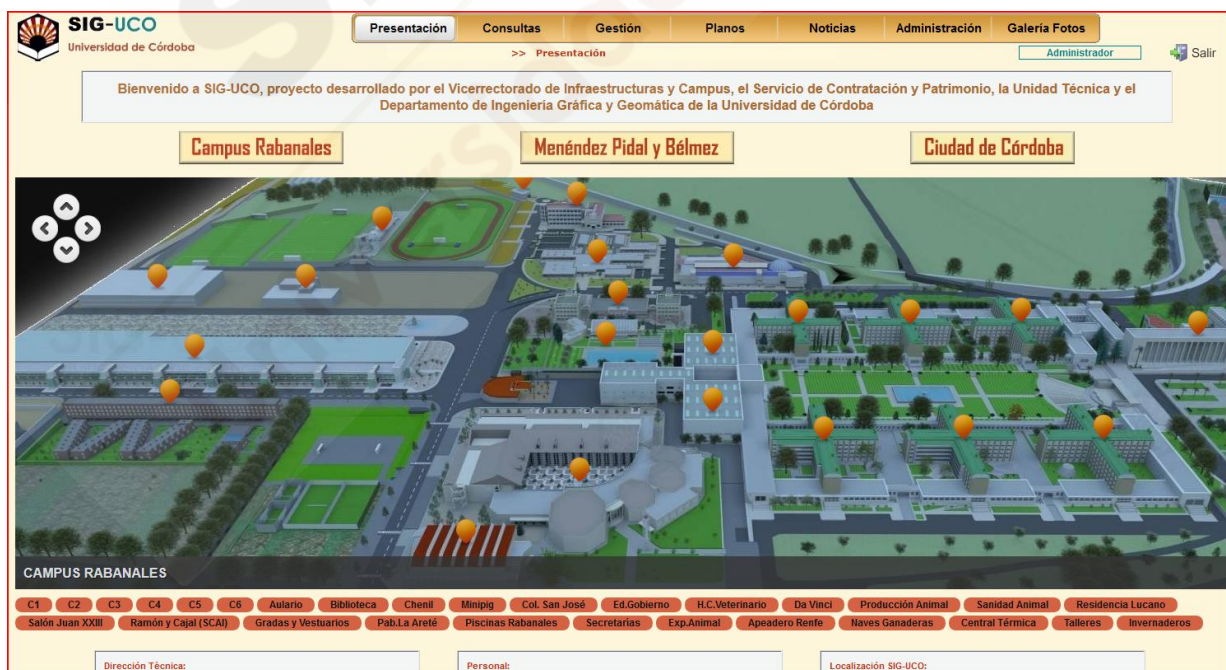 SIG-UCO
Universidad de Córdoba
Presentación Consultas Gestión Planos Noticias Administración Galería Fotos
>> Presentación
Administrador
Salir
Bienvenido a SIG-UCO, proyecto desarrollado por el Vicerrectorado de Infraestructuras y Campus, el Servicio de Contratación y Patrimonio, la Unidad Técnica y el
Departamento de Ingeniería Gráfica y Geomática de la Universidad de Córdoba
Campus Rabanales
Menéndez Pidal y Bélmez
Ciudad de Córdoba
CAMPUS RABANALES
C1 C2 C3 C4 C5 C6 Aulario Biblioteca Chenil Minipig Col. San José Ed.Gobierno H.C.Veterinario Da Vinci Producción Animal Sanidad Animal Residencia Lucano
Salón Juan XXIII Ramón y Cajal (SCAI) Gradas y Vestuarios Pab.La Areté Piscinas Rabanales Secretarías Exp.Animal Apeadero Renfe Naves Ganaderas Central Térmica Talleres Invernaderos
Dirección Técnica:
Personal:
Localización SIG-UCO: